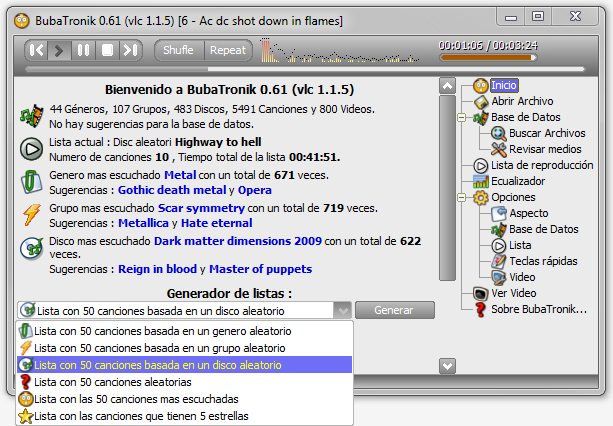 BubaTronik 0.61 (vlc 1.1.5) [6 - Ac dc shot down in flames]
Shufle
Repeat
00:01:06 / 00:03:24
Bienvenido a BubaTronik 0.61 (vlc 1.1.5)
44 Géneros, 107 Grupos, 483 Discos, 5491 Canciones y 800 Videos.
No hay sugerencias para la base de datos.
Lista actual : Disc aleatori Highway to hell
Numero de canciones 10 , Tiempo total de la lista 00:41:51.
Genero mas escuchado Metal con un total de 671 veces.
Sugerencias : Gothic death metal y Opera
Grupo mas escuchado Scar symmetry con un total de 719 veces.
Sugerencias : Metallica y Hate eternal
Disco mas escuchado Dark matter dimensions 2009 con un total de 622
veces.
Sugerencias : Reign in blood y Master of puppets
Generador de listas :
Lista con 50 canciones basada en un disco aleatorio
Generar
Lista con 50 canciones basada en un genero aleatorio
Lista con 50 canciones basada en un grupo aleatorio
Lista con 50 canciones basada en un disco aleatorio
Lista con 50 canciones aleatorias
Lista con las 50 canciones mas escuchadas
Lista con las canciones que tienen 5 estrellas
Inicio
Abrir Archivo
Base de Datos
Buscar Archivos
Revisar medios
Lista de reproducción
Ecualizador
Opciones
Aspecto
Base de Datos
Lista
Teclas rápidas
Video
Ver Video
Sobre BubaTronik...